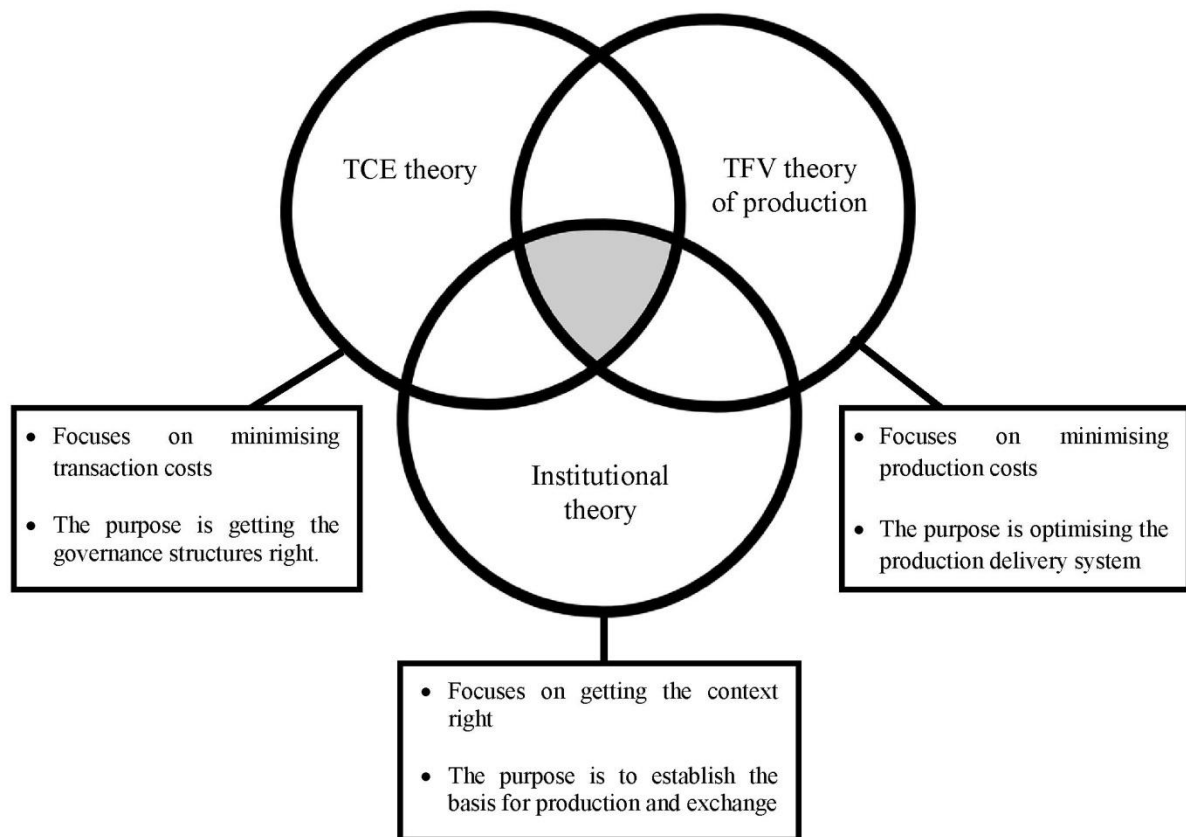 TCE theory
TFV theory
of production
Institutional
theory
• Focuses on minimising
transaction costs
• The purpose is getting the
governance structures right.
• Focuses on minimising
production costs
• The purpose is optimising the
production delivery system
• Focuses on getting the context
right
• The purpose is to establish the
basis for production and exchange